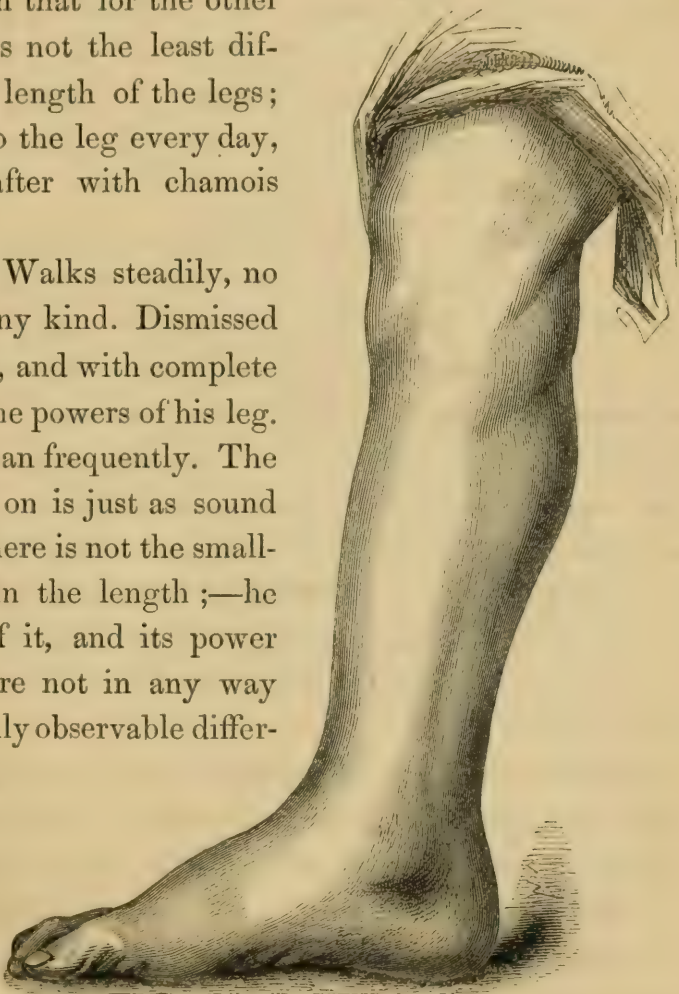 that for the other
s not the least dif-
length of the legs;
the leg every day,
fter with chamois
Walks steadily, no
ny kind. Dismissed
, and with complete
ne powers of his leg.
an frequently. The
on is just as sound
ere is not the small-
n the length ;—he
f it, and its power
re not in any way
ly observable differ-